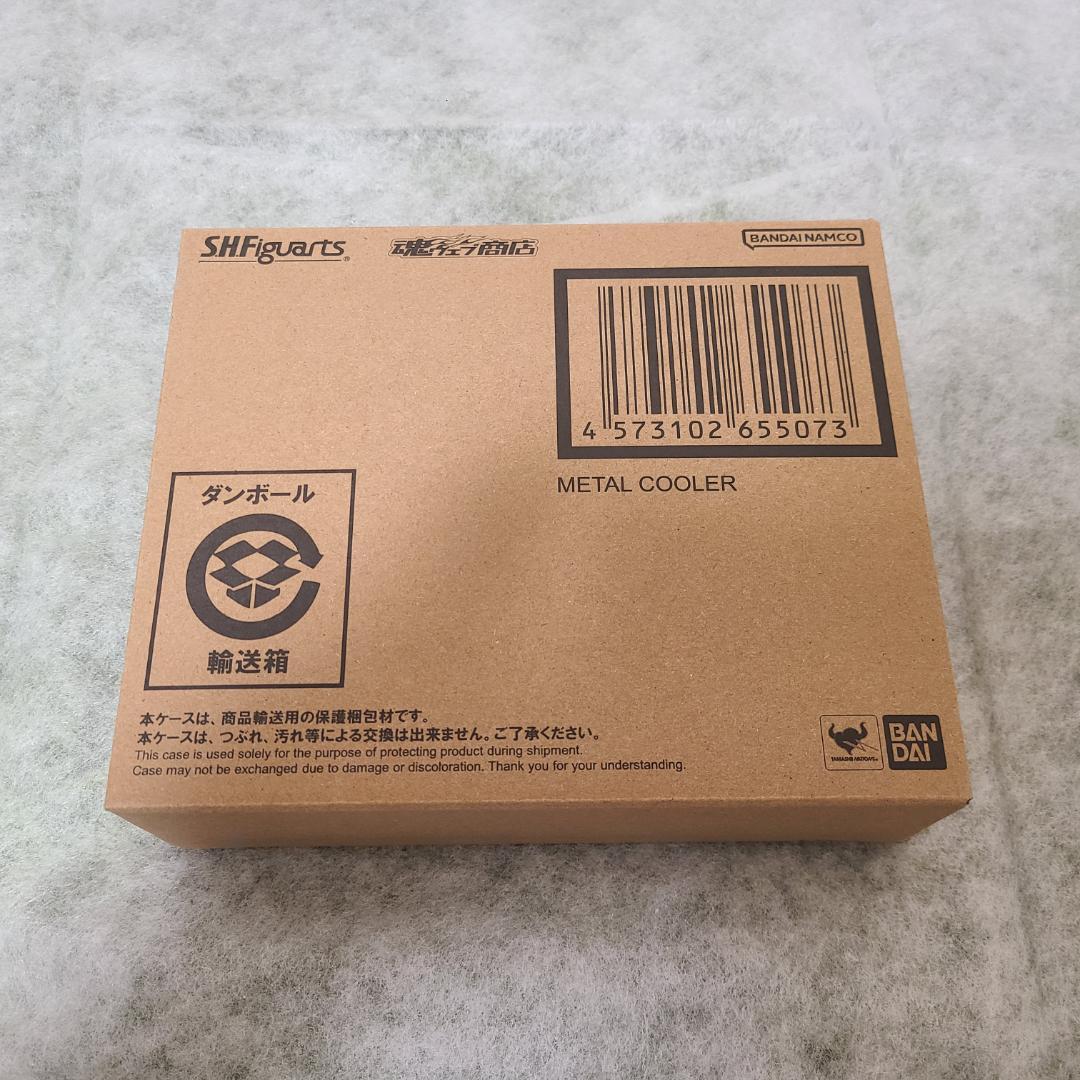 S.H.Figuarts®
魂ウェブ商店
BANDAI NAMCO
4 573102 655073
METAL COOLER
ダンボール
輸送箱
本ケースは、商品輸送用の保護梱包材です。
本ケースは、つぶれ、汚れ等による交換は出来ません。ご了承ください。
This case is used solely for the purpose of protecting product during shipment.
Case may not be exchanged due to damage or discoloration. Thank you for your understanding.
TAMASHII NATIONS
BAN
DAI